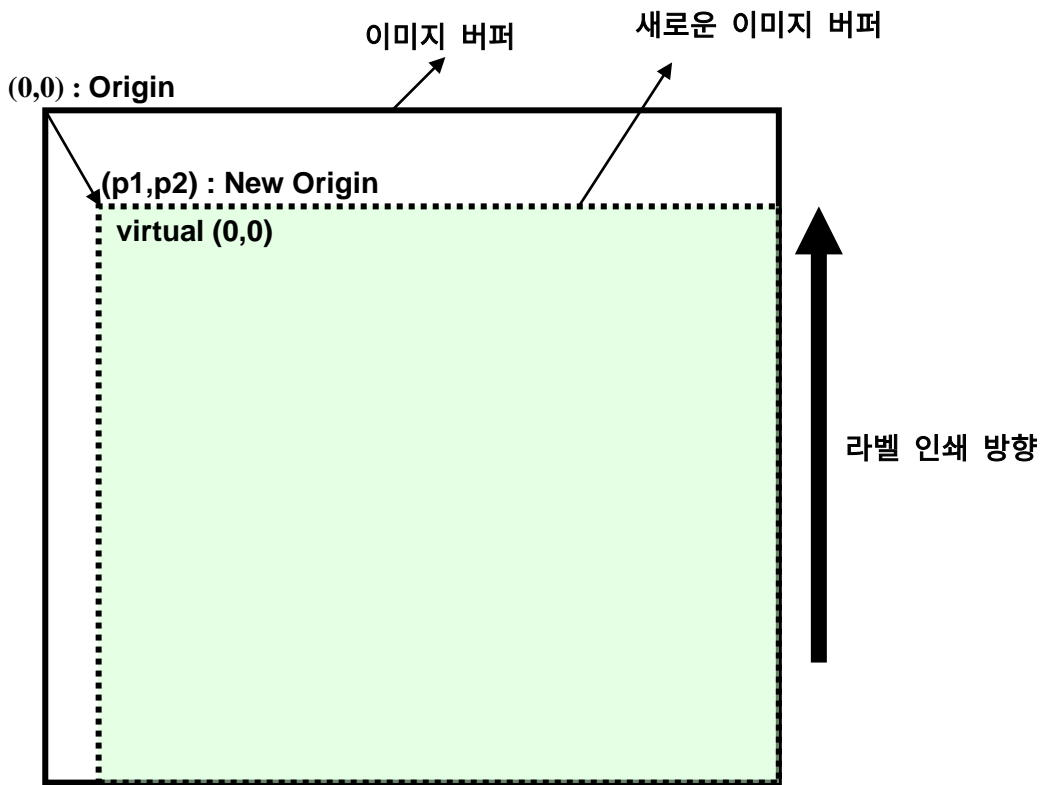 이미지 버퍼
새로운 이미지 버퍼
(0,0) : Origin
(p1,p2) : New Origin
virtual (0,0)
라벨 인쇄 방향